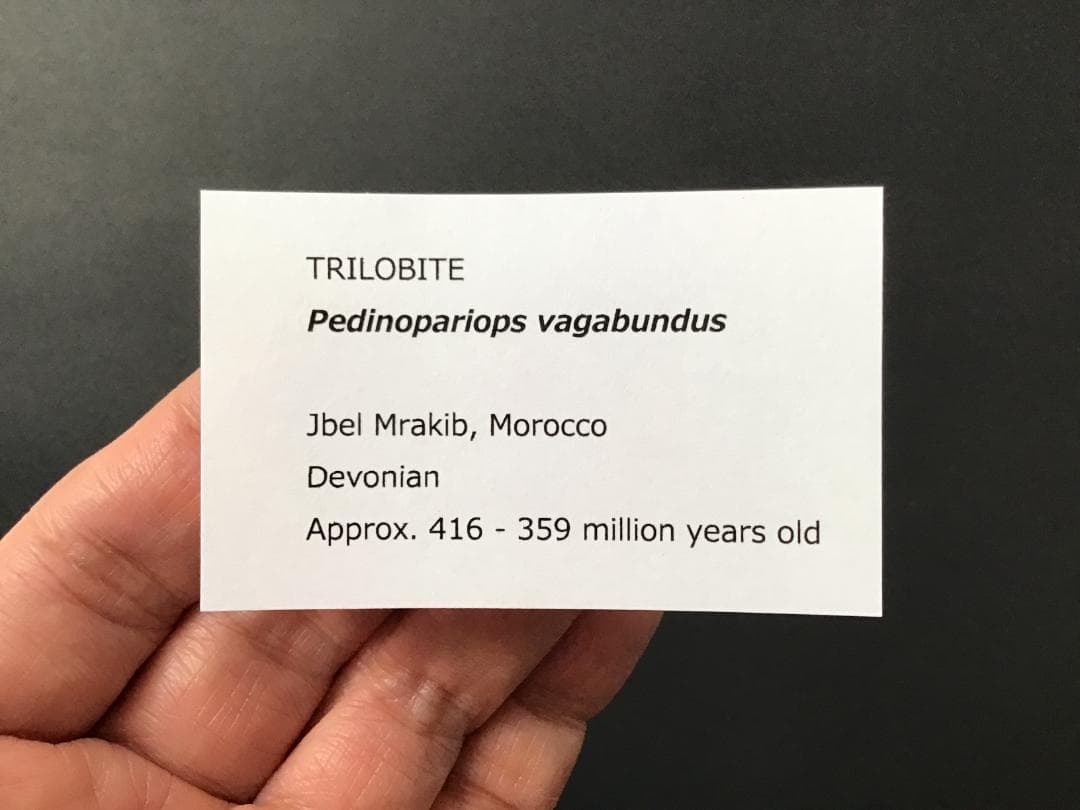 TRILOBITE
Pedinopariops vagabundus
Jbel Mrakib, Morocco
Devonian
Approx. 416 - 359 million years old